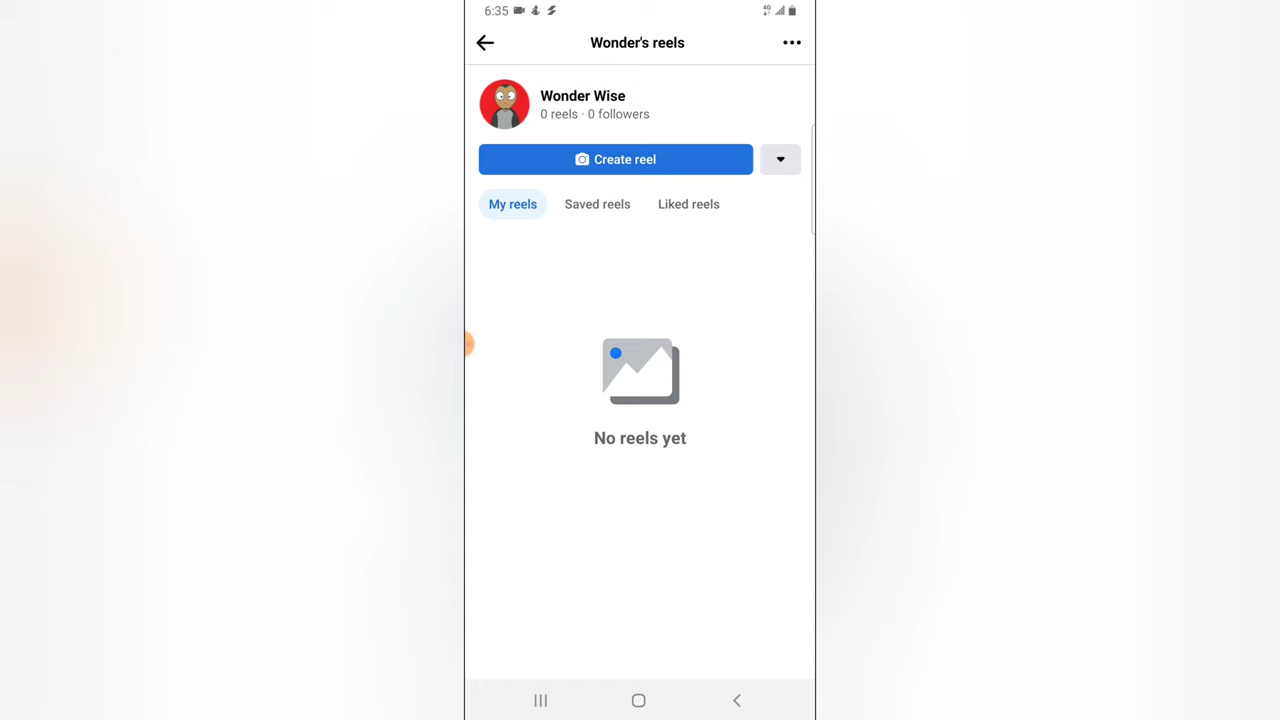 6:35
4G
Wonder's reels
Wonder Wise
0 reels · 0 followers
Create reel
My reels
Saved reels
Liked reels
No reels yet